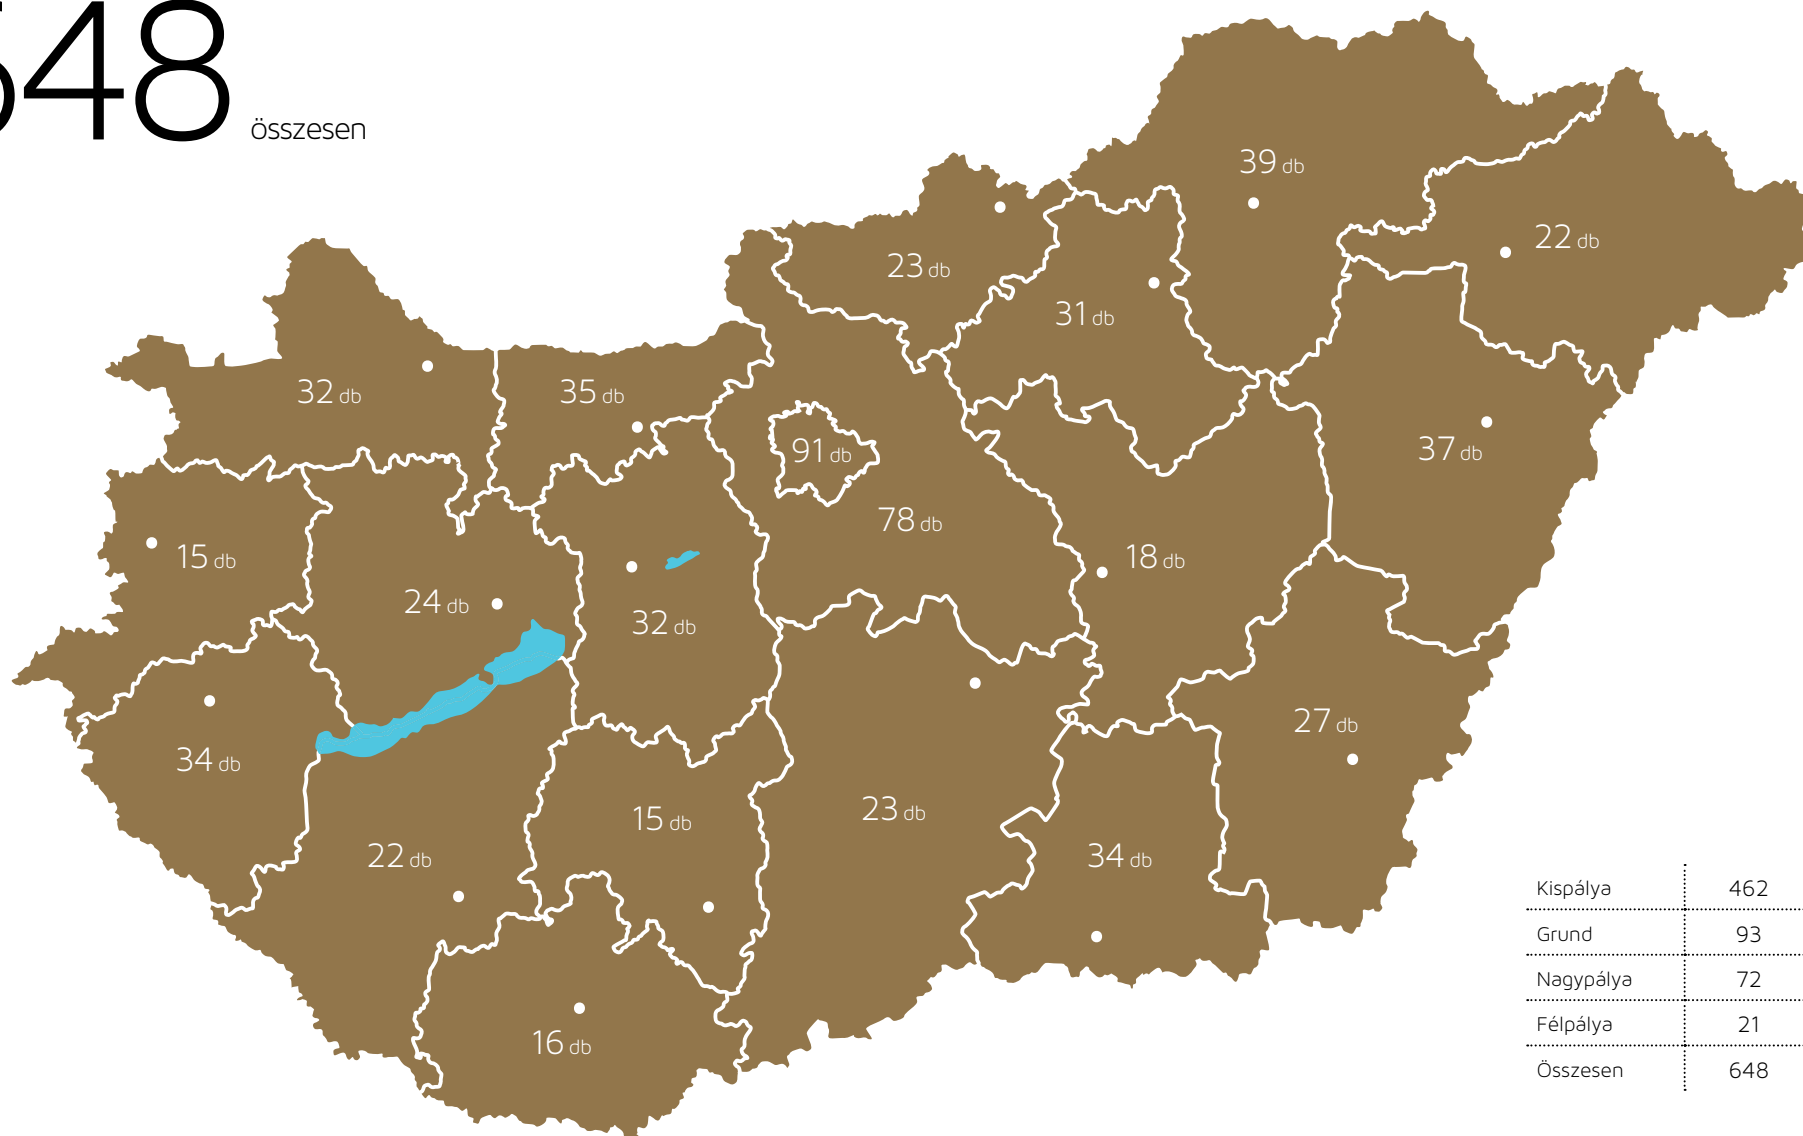 648 összesen
39 db
22 db
23 db
31 db
32 db
35 db
37 db
91 db
78 db
15 db
18 db
24 db
32 db
27 db
34 db
23 db
15 db
22 db
34 db
16 db
Kispálya 462
Grund 93
Nagypálya 72
Félpálya 21
Összesen 648